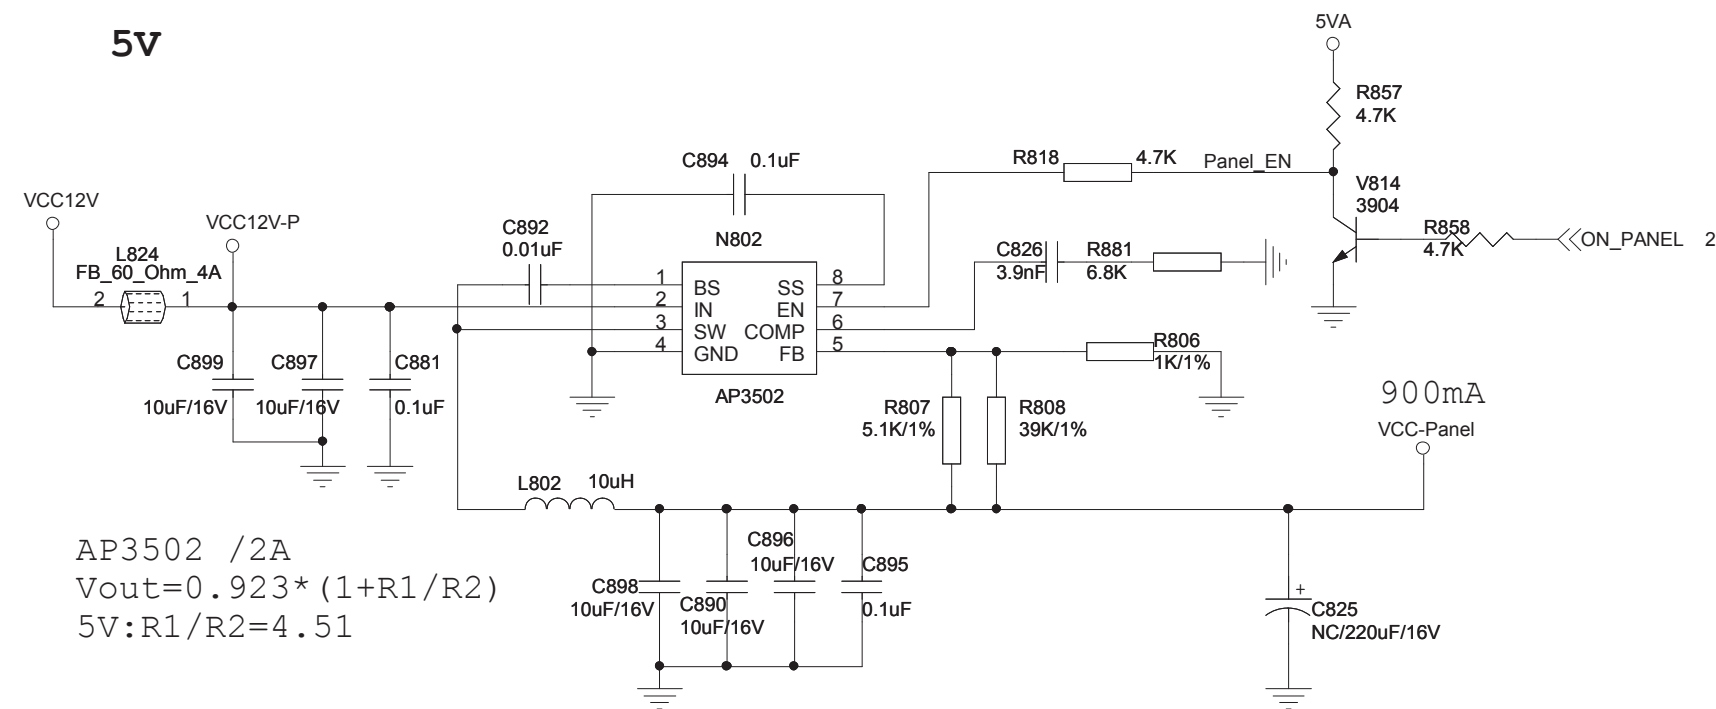 5V
5VA
R857
4.7K
C894 0.1uF
R818 4.7K Panel_EN
V814
3904
VCC12V
VCC12V-P
C892
0.01uF
N802
R858
4.7K
ON_PANEL 2
L824
FB_60_Ohm_4A
2 1
C826
3.9nF
R881
6.8K
1 BS SS 8
2 IN EN 7
3 SW COMP 6
4 GND FB 5
AP3502
R806
1K/1%
C899
10uF/16V
C897
10uF/16V
C881
0.1uF
R807
5.1K/1%
R808
39K/1%
900mA
VCC-Panel
L802 10uH
AP3502 /2A
Vout=0.923*(1+R1/R2)
5V:R1/R2=4.51
C898
10uF/16V
C890
10uF/16V
C896
10uF/16V
C895
0.1uF
+
C825
NC/220uF/16V